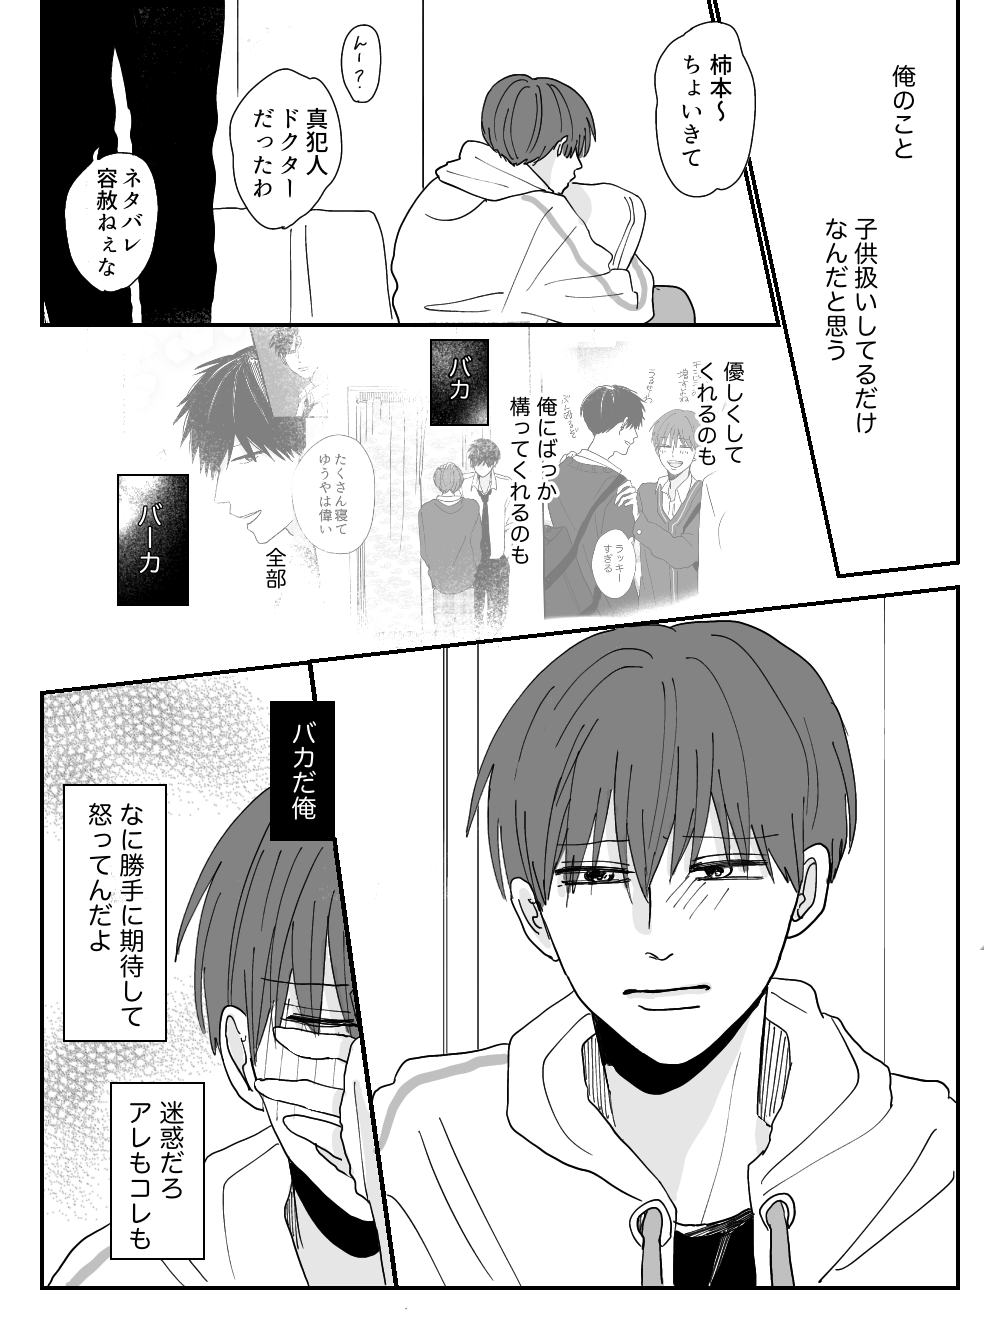 俺のこと
子供扱いしてるだけ
なんだと思う
柿本〜
ちょいきて
んー？
真犯人
ドクター
だったわ
ネタバレ
容赦ねぇな
優しくして
くれるのも
うるせーわ
ラッキー
すぎる
俺にばっか
構ってくれるのも
バカ
たくさん寝て
ゆうやは偉い
全部
バーカ
バカだ俺
なに勝手に期待して
怒ってんだよ
迷惑だろ
アレもコレも